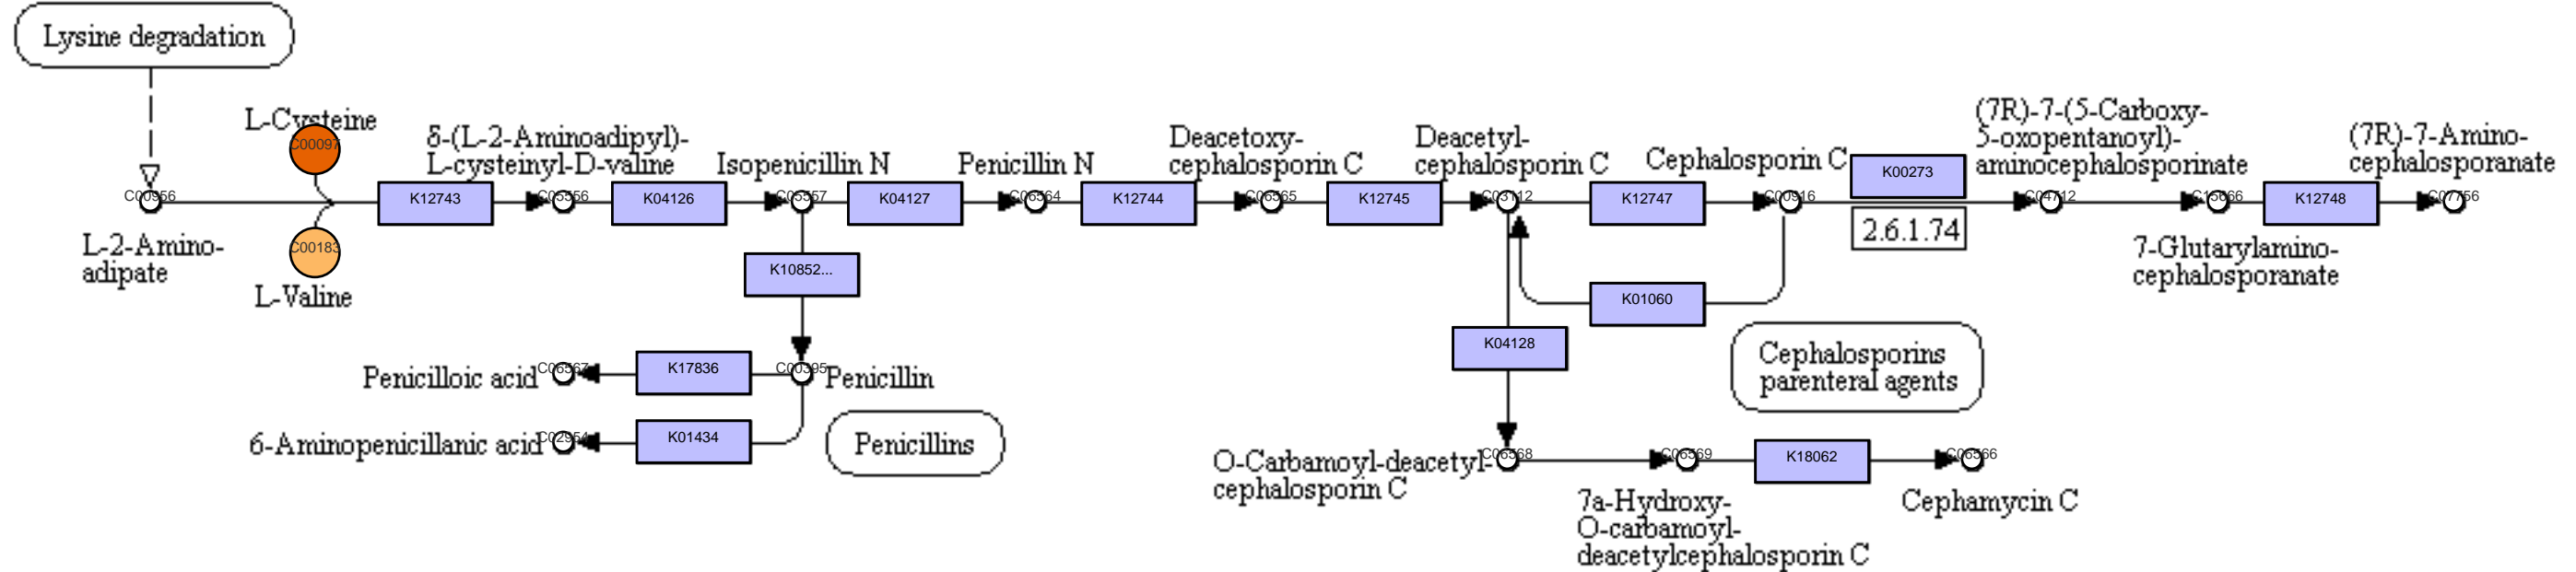 Lysine degradation
L-Cysteine
C00097
δ-(L-2-Aminoadipyl)-
L-cysteinyl-D-valine
Isopenicillin N
Penicillin N
Deacetoxy-
cephalosporin C
Deacetyl-
cephalosporin C
Cephalosporin C
(7R)-7-(5-Carboxy-
5-oxopentanoyl)-
aminocephalosporinate
(7R)-7-Amino-
cephalosporanate
K00273
C00956
K12743
C05556
K04126
C05557
K04127
C06564
K12744
C06565
K12745
C03112
K12747
C00916
C04712
C15666
K12748
C07756
2.6.1.74
L-2-Amino-
adipate
C00183
L-Valine
K10852...
7-Glutarylamino-
cephalosporanate
K01060
K04128
Cephalosporins
parenteral agents
Penicilloic acid
C06567
K17836
C00395
Penicillin
6-Aminopenicillanic acid
C02954
K01434
Penicillins
O-Carbamoyl-deacetyl-
cephalosporin C
C06568
C06569
K18062
C06566
7a-Hydroxy-
O-carbamoyl-
deacetylcephalosporin C
Cephamycin C